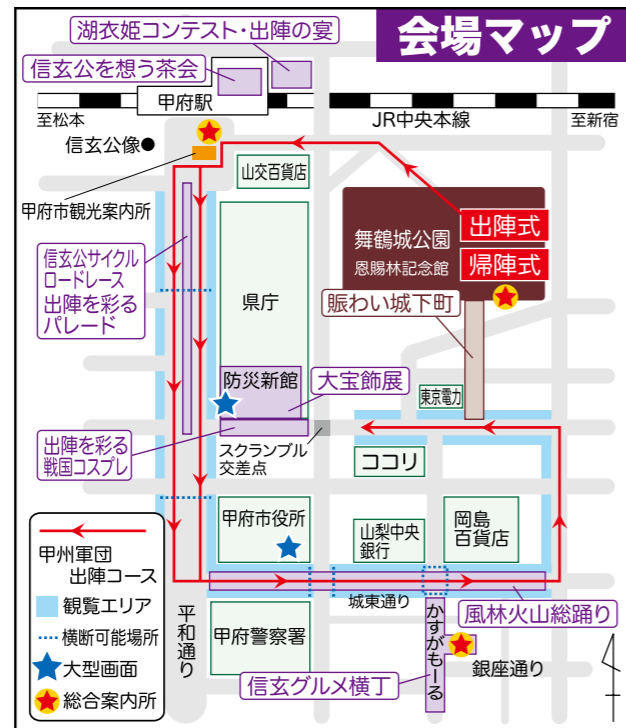 会場マップ
湖衣姫コンテスト・出陣の宴
信玄公を想う茶会
甲府駅
至松本
JR中央本線
至新宿
信玄公像●
甲府市観光案内所
山交百貨店
舞鶴城公園
恩賜林記念館
出陣式
帰陣式
信玄公サイクル
ロードレース
出陣を彩る
パレード
県庁
賑わい城下町
防災新館
大宝飾展
東京電力
出陣を彩る
戦国コスプレ
スクランブル
交差点
ココリ
甲府市役所
山梨中央
銀行
岡島
百貨店
甲州軍団
出陣コース
観覧エリア
横断可能場所
大型画面
総合案内所
平和通り
城東通り
風林火山総踊り
甲府警察署
かすがもーる
銀座通り
信玄グルメ横丁